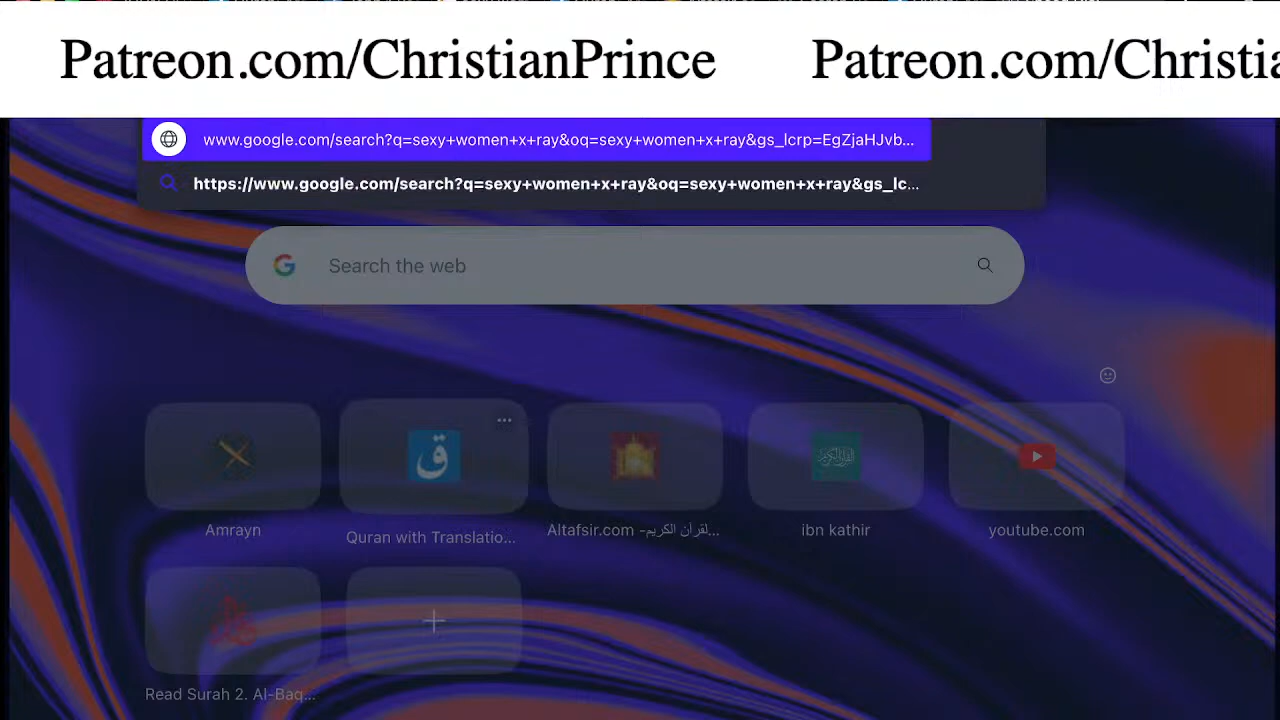 Patreon.com/ChristianPrince Patreon.com/Christia
www.google.com/search?q=sexy+women+x+ray&oq=sexy+women+x+ray&gs_lcrp=EgZjaHJvb...
https://www.google.com/search?q=sexy+women+x+ray&oq=sexy+women+x+ray&gs_lc...
Search the web
Amrayn
Quran with Translatio...
Altafsir.com -لقرآن الكريم...
ibn kathir
youtube.com
Read Surah 2. Al-Baq...